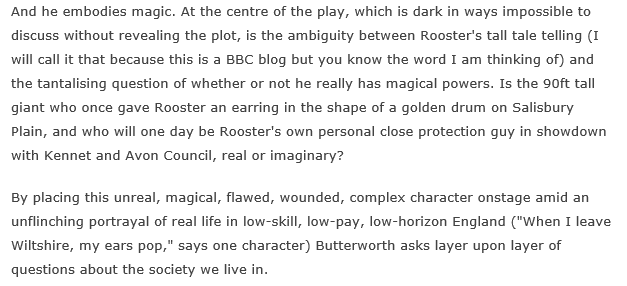 And he embodies magic. At the centre of the play, which is dark in ways impossible to
discuss without revealing the plot, is the ambiguity between Rooster's tall tale telling (I
will call it that because this is a BBC blog but you know the word I am thinking of) and
the tantalising question of whether or not he really has magical powers. Is the 90ft tall
giant who once gave Rooster an earring in the shape of a golden drum on Salisbury
Plain, and who will one day be Rooster's own personal close protection guy in showdown
with Kennet and Avon Council, real or imaginary?
By placing this unreal, magical, flawed, wounded, complex character onstage amid an
unflinching portrayal of real life in low-skill, low-pay, low-horizon England ("When I leave
Wiltshire, my ears pop," says one character) Butterworth asks layer upon layer of
questions about the society we live in.